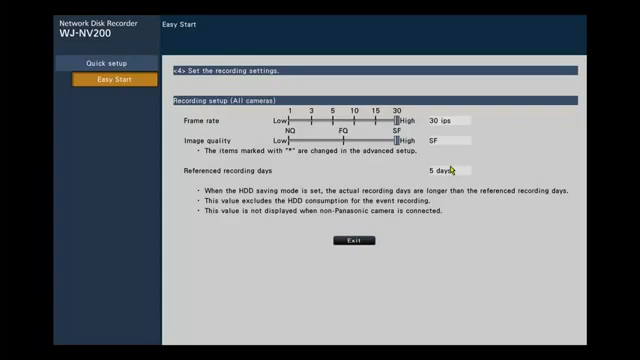 Network Disk Recorder
WJ-NV200
Easy Start
Quick setup
Easy Start
<4> Set the recording settings.
Recording setup (All cameras)
1 3 5 10 15 30
Frame rate Low High 30 ips
NQ FQ SF
Image quality Low High SF
• The items marked with "*" are changed in the advanced setup.
Referenced recording days 5 days
• When the HDD saving mode is set, the actual recording days are longer than the referenced recording days.
• This value excludes the HDD consumption for the event recording.
• This value is not displayed when non-Panasonic camera is connected.
Exit